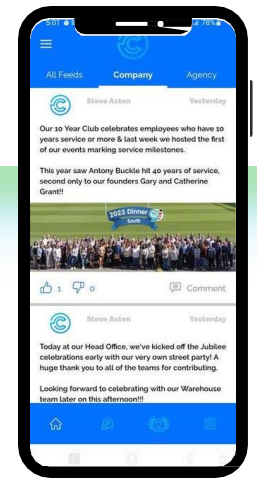 5:01
78%
All Feeds Company Agency
Steve Axten Yesterday
Our 10 Year Club celebrates employees who have 10
years service or more & last week we hosted the first
of our events marking service milestones.
This year saw Antony Buckle hit 40 years of service,
second only to our founders Gary and Catherine
Grant!!
2023 Dinner
South
1 0 Comment
Steve Axten Yesterday
Today at our Head Office, we've kicked off the Jubilee
celebrations early with our very own street party! A
huge thank you to all of the teams for contributing.
Looking forward to celebrating with our Warehouse
team later on this afternoon!!!